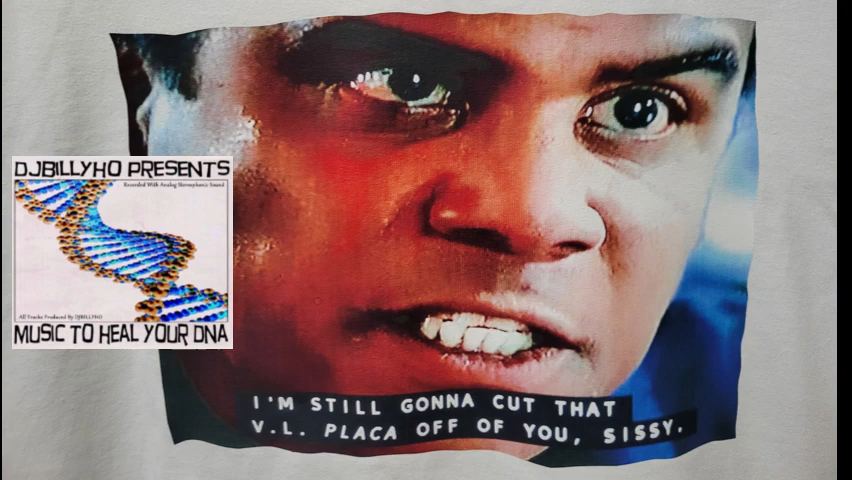 DJBILLYHO PRESENTS
Recorded With Analog Stereophonic Sound
All Tracks Produced By DJBILLYHO
MUSIC TO HEAL YOUR DNA
I'M STILL GONNA CUT THAT
V.L. PLACA OFF OF YOU, SISSY.